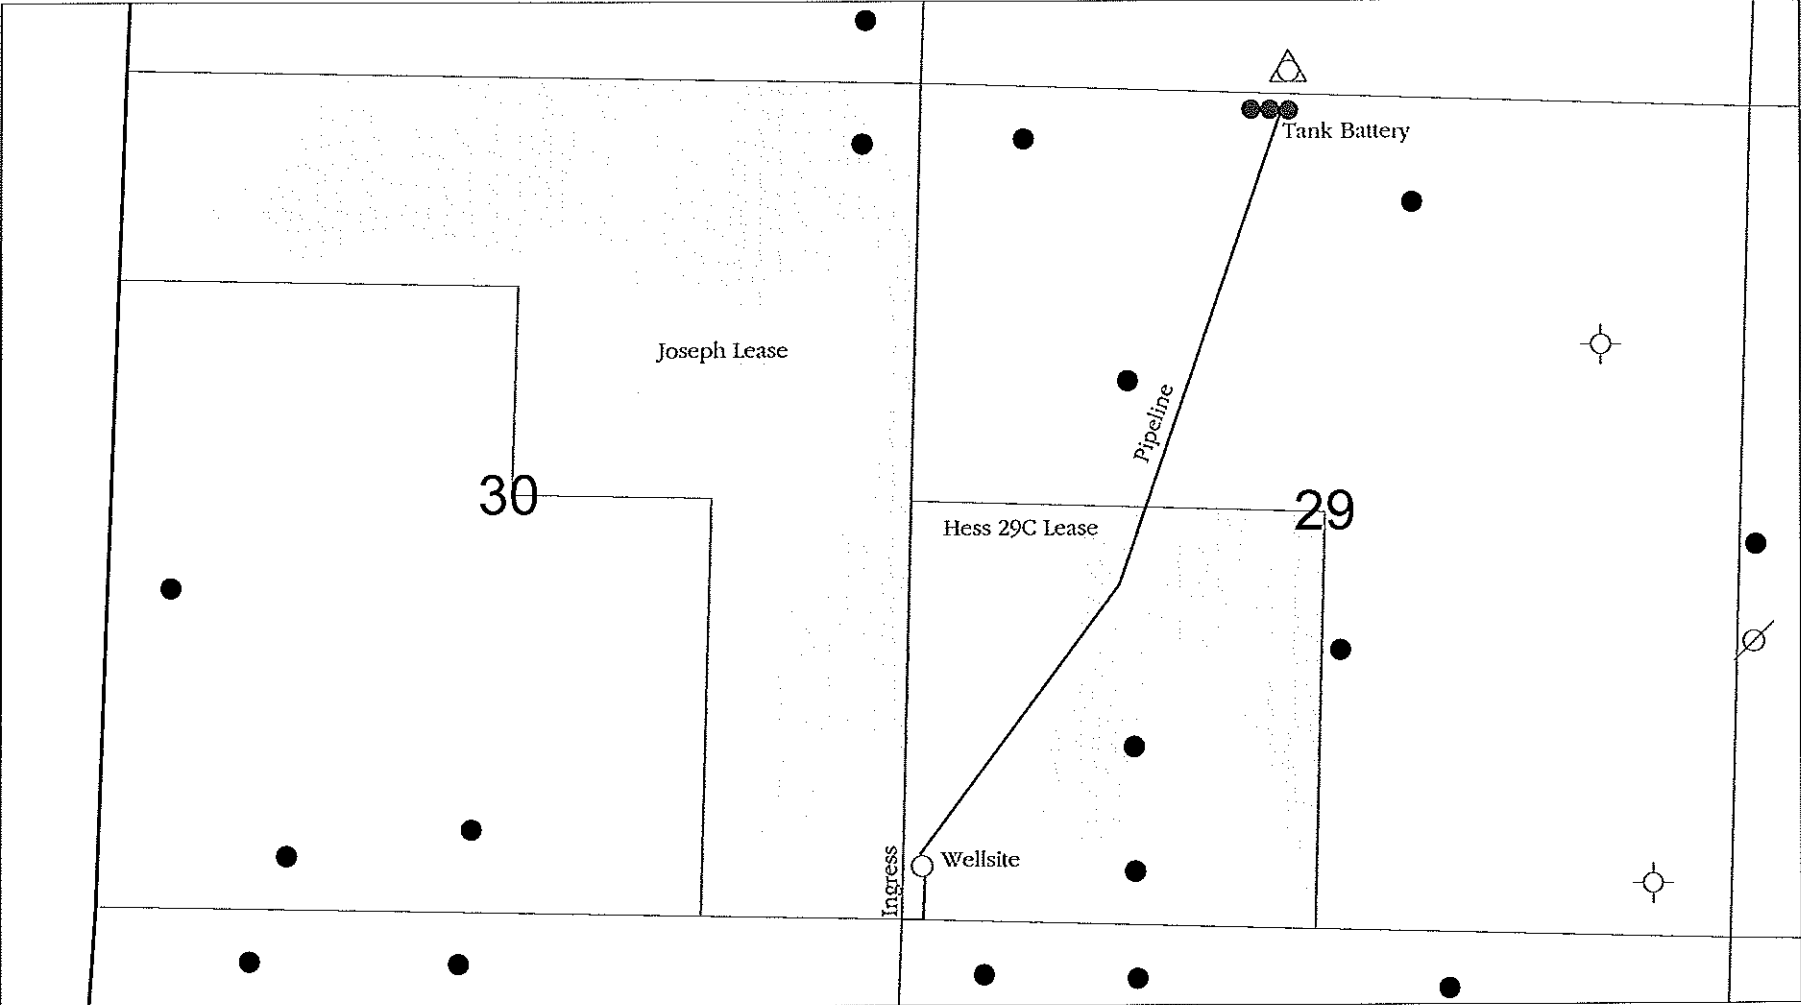 Tank Battery
Joseph Lease
Pipeline
30
29
Hess 29C Lease
Wellsite
Ingress